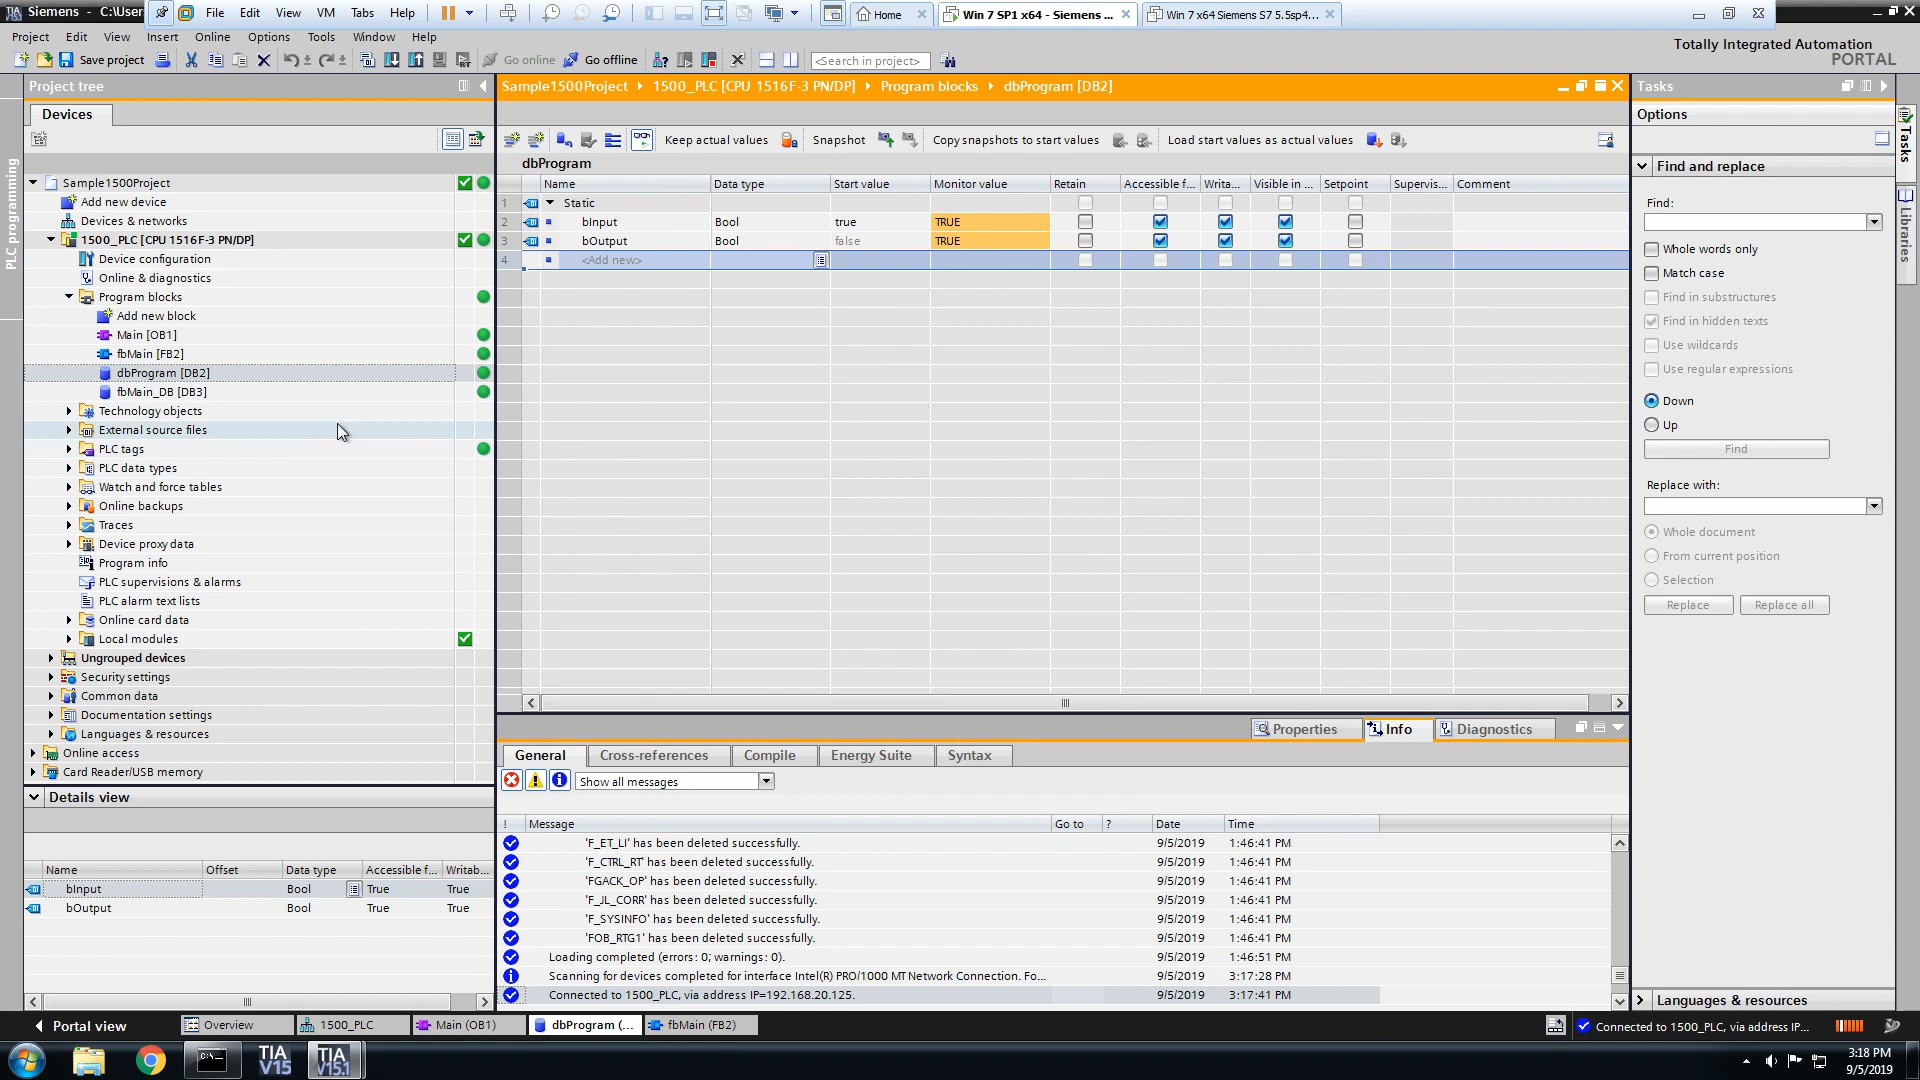 Siemens - C:\User
File Edit View VM Tabs Help
Home
Win 7 SP1 x64 - Siemens ...
Win 7 x64 Siemens S7 5.5sp4...
Project Edit View Insert Online Options Tools Window Help
Totally Integrated Automation
PORTAL
Save project
Go online
Go offline
<Search in project>
Project tree
Sample1500Project
1500_PLC [CPU 1516F-3 PN/DP]
Program blocks
dbProgram [DB2]
Tasks
Devices
Options
Keep actual values
Snapshot
Copy snapshots to start values
Load start values as actual values
PLC programming
Tasks
Libraries
dbProgram
Name Data type Start value Monitor value Retain Accessible f... Writa... Visible in ... Setpoint Supervis... Comment
1 Static
2 bInput Bool true TRUE
3 bOutput Bool false TRUE
4 <Add new>
Sample1500Project
Add new device
Devices & networks
1500_PLC [CPU 1516F-3 PN/DP]
Device configuration
Online & diagnostics
Program blocks
Add new block
Main [OB1]
fbMain [FB2]
dbProgram [DB2]
fbMain_DB [DB3]
Technology objects
External source files
PLC tags
PLC data types
Watch and force tables
Online backups
Traces
Device proxy data
Program info
PLC supervisions & alarms
PLC alarm text lists
Online card data
Local modules
Ungrouped devices
Security settings
Common data
Documentation settings
Languages & resources
Online access
Card Reader/USB memory
Find and replace
Find:
Whole words only
Match case
Find in substructures
Find in hidden texts
Use wildcards
Use regular expressions
Down
Up
Find
Replace with:
Whole document
From current position
Selection
Replace
Replace all
Languages & resources
Details view
Name Offset Data type Accessible f... Writab...
bInput Bool True True
bOutput Bool True True
Properties
Info
Diagnostics
General Cross-references Compile Energy Suite Syntax
Show all messages
! Message Go to ? Date Time
'F_ET_LI' has been deleted successfully. 9/5/2019 1:46:41 PM
'F_CTRL_RT' has been deleted successfully. 9/5/2019 1:46:41 PM
'FGACK_OP' has been deleted successfully. 9/5/2019 1:46:41 PM
'F_JL_CORR' has been deleted successfully. 9/5/2019 1:46:41 PM
'F_SYSINFO' has been deleted successfully. 9/5/2019 1:46:41 PM
'FOB_RTG1' has been deleted successfully. 9/5/2019 1:46:41 PM
Loading completed (errors: 0; warnings: 0). 9/5/2019 1:46:51 PM
Scanning for devices completed for interface Intel(R) PRO/1000 MT Network Connection. Fo... 9/5/2019 3:17:28 PM
Connected to 1500_PLC, via address IP=192.168.20.125. 9/5/2019 3:17:41 PM
Portal view
Overview
1500_PLC
Main (OB1)
dbProgram (...
fbMain (FB2)
Connected to 1500_PLC, via address IP...
TIA V15
TIA V15.1
3:18 PM
9/5/2019